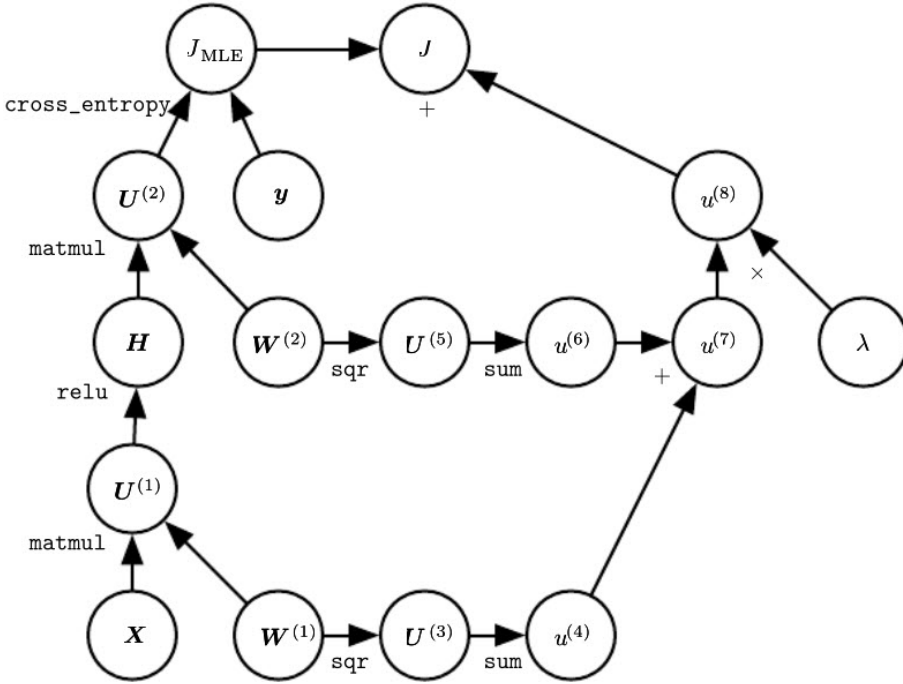 J_MLE J
cross_entropy +
U^(2) y u^(8)
matmul ×
H W^(2) U^(5) u^(6) u^(7) λ
relu sqr sum +
U^(1)
matmul
X W^(1) U^(3) u^(4)
sqr sum